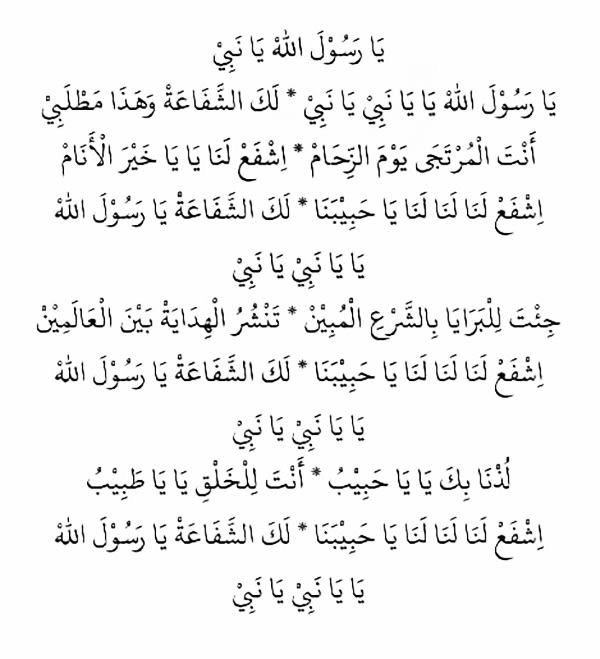 يَا رَسُوْلَ اللهْ يَا نَبِيْ
يَا رَسُوْلَ اللهْ يَا يَا نَبِيْ يَا نَبِيْ * لَكَ الشَّفَاعَةْ وَهَذَا مَطْلَبِيْ
أَنْتَ الْمُرْتَجَى يَوْمَ الزِّحَامْ * اِشْفَعْ لَنَا يَا يَا خَيْرَ الْأَنَامْ
اِشْفَعْ لَنَا لَنَا لَنَا يَا حَبِيْبَنَا * لَكَ الشَّفَاعَةْ يَا رَسُوْلَ اللهْ
يَا يَا نَبِيْ يَا نَبِيْ
جِئْتَ لِلْبَرَايَا بِالشَّرْعِ الْمُبِيْنْ * تَنْشُرُ الْهِدَايَةْ بَيْنَ الْعَالَمِيْنْ
اِشْفَعْ لَنَا لَنَا لَنَا يَا حَبِيْبَنَا * لَكَ الشَّفَاعَةْ يَا رَسُوْلَ اللهْ
يَا يَا نَبِيْ يَا نَبِيْ
لُذْنَا بِكَ يَا يَا حَبِيْبُ * أَنْتَ لِلْخَلْقِ يَا يَا طَبِيْبُ
اِشْفَعْ لَنَا لَنَا لَنَا يَا حَبِيْبَنَا * لَكَ الشَّفَاعَةْ يَا رَسُوْلَ اللهْ
يَا يَا نَبِيْ يَا نَبِيْ